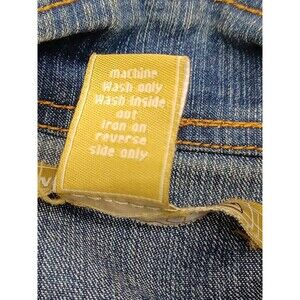 machine
Wash only
Wash inside
out
iron on
reverse
side only